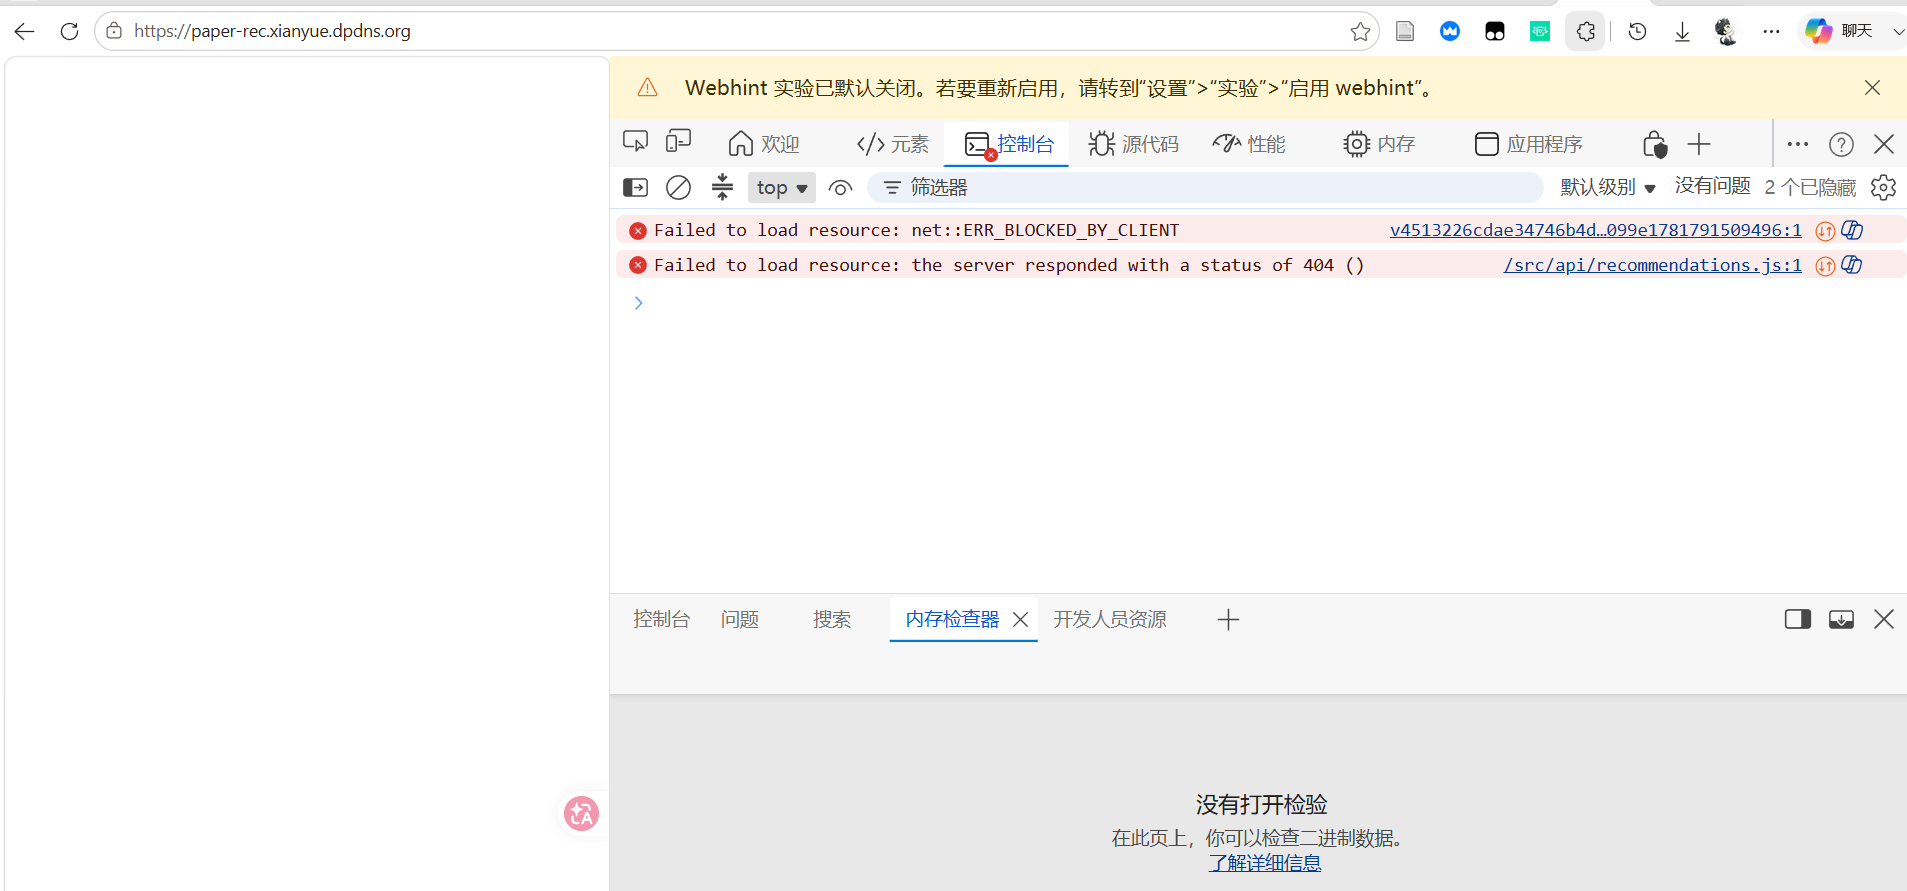 https://paper-rec.xianyue.dpdns.org
聊天
Webhint 实验已默认关闭。若要重新启用，请转到“设置”>“实验”>“启用 webhint”。
欢迎 元素 控制台 源代码 性能 内存 应用程序
top 筛选器 默认级别 没有问题 2 个已隐藏
Failed to load resource: net::ERR_BLOCKED_BY_CLIENT v4513226cdae34746b4d…099e1781791509496:1
Failed to load resource: the server responded with a status of 404 () /src/api/recommendations.js:1
控制台 问题 搜索 内存检查器 开发人员资源
没有打开检验
在此页上，你可以检查二进制数据。
了解详细信息